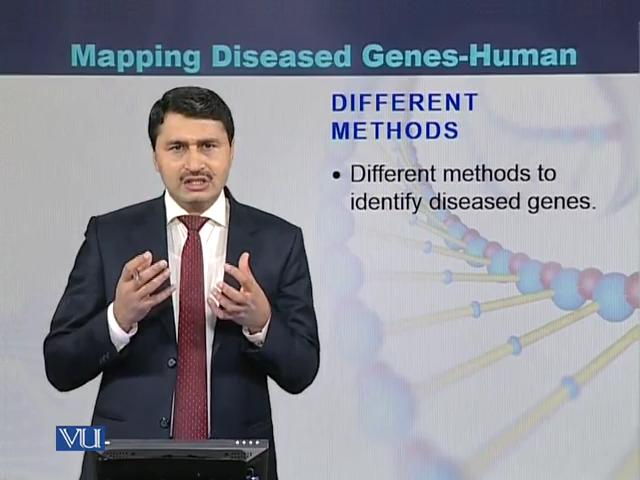 Mapping Diseased Genes-Human
DIFFERENT
METHODS
• Different methods to
identify diseased genes.
VU